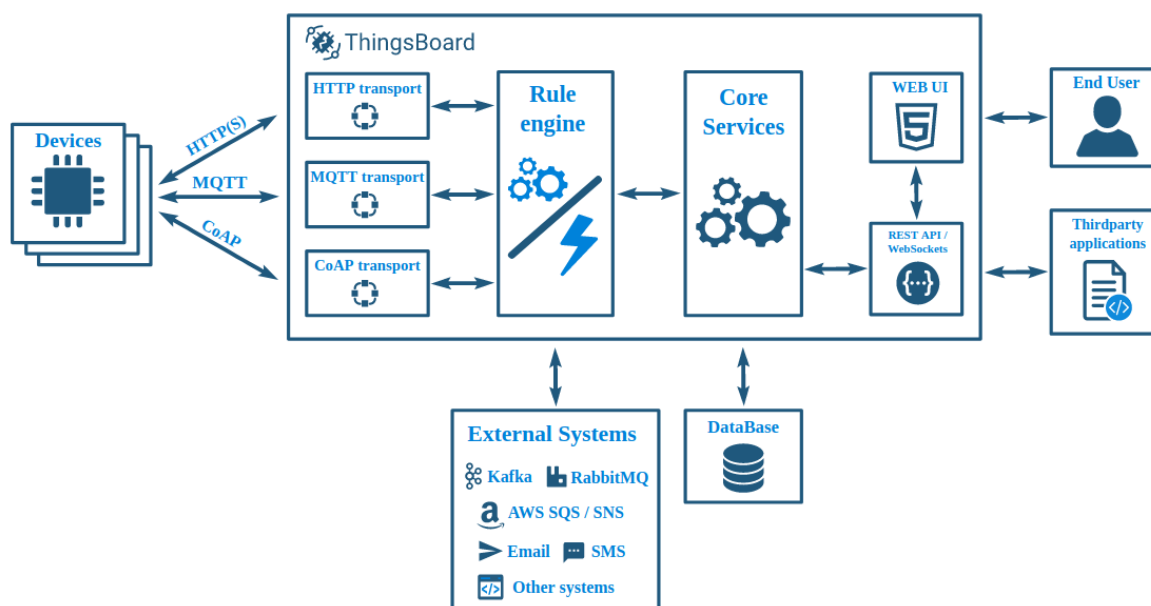 ThingsBoard
Devices
HTTP(S)
MQTT
CoAP
HTTP transport
MQTT transport
CoAP transport
Rule
engine
Core
Services
WEB UI
REST API /
WebSockets
End User
Thirdparty
applications
External Systems
Kafka
RabbitMQ
AWS SQS / SNS
Email
SMS
Other systems
DataBase